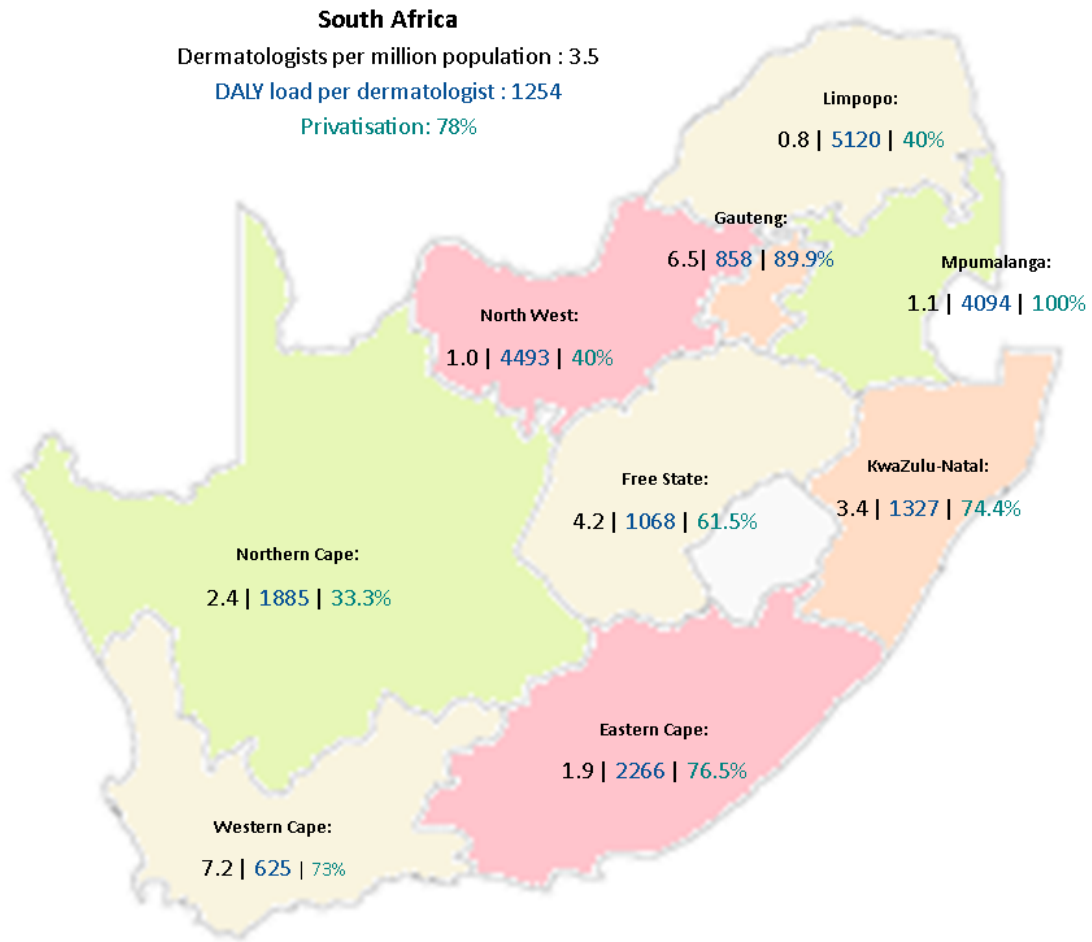 South Africa
Dermatologists per million population : 3.5
DALY load per dermatologist : 1254
Privatisation: 78%
Limpopo:
0.8 | 5120 | 40%
Gauteng:
6.5| 858 | 89.9%
Mpumalanga:
1.1 | 4094 | 100%
North West:
1.0 | 4493 | 40%
KwaZulu-Natal:
3.4 | 1327 | 74.4%
Free State:
4.2 | 1068 | 61.5%
Northern Cape:
2.4 | 1885 | 33.3%
Eastern Cape:
1.9 | 2266 | 76.5%
Western Cape:
7.2 | 625 | 73%